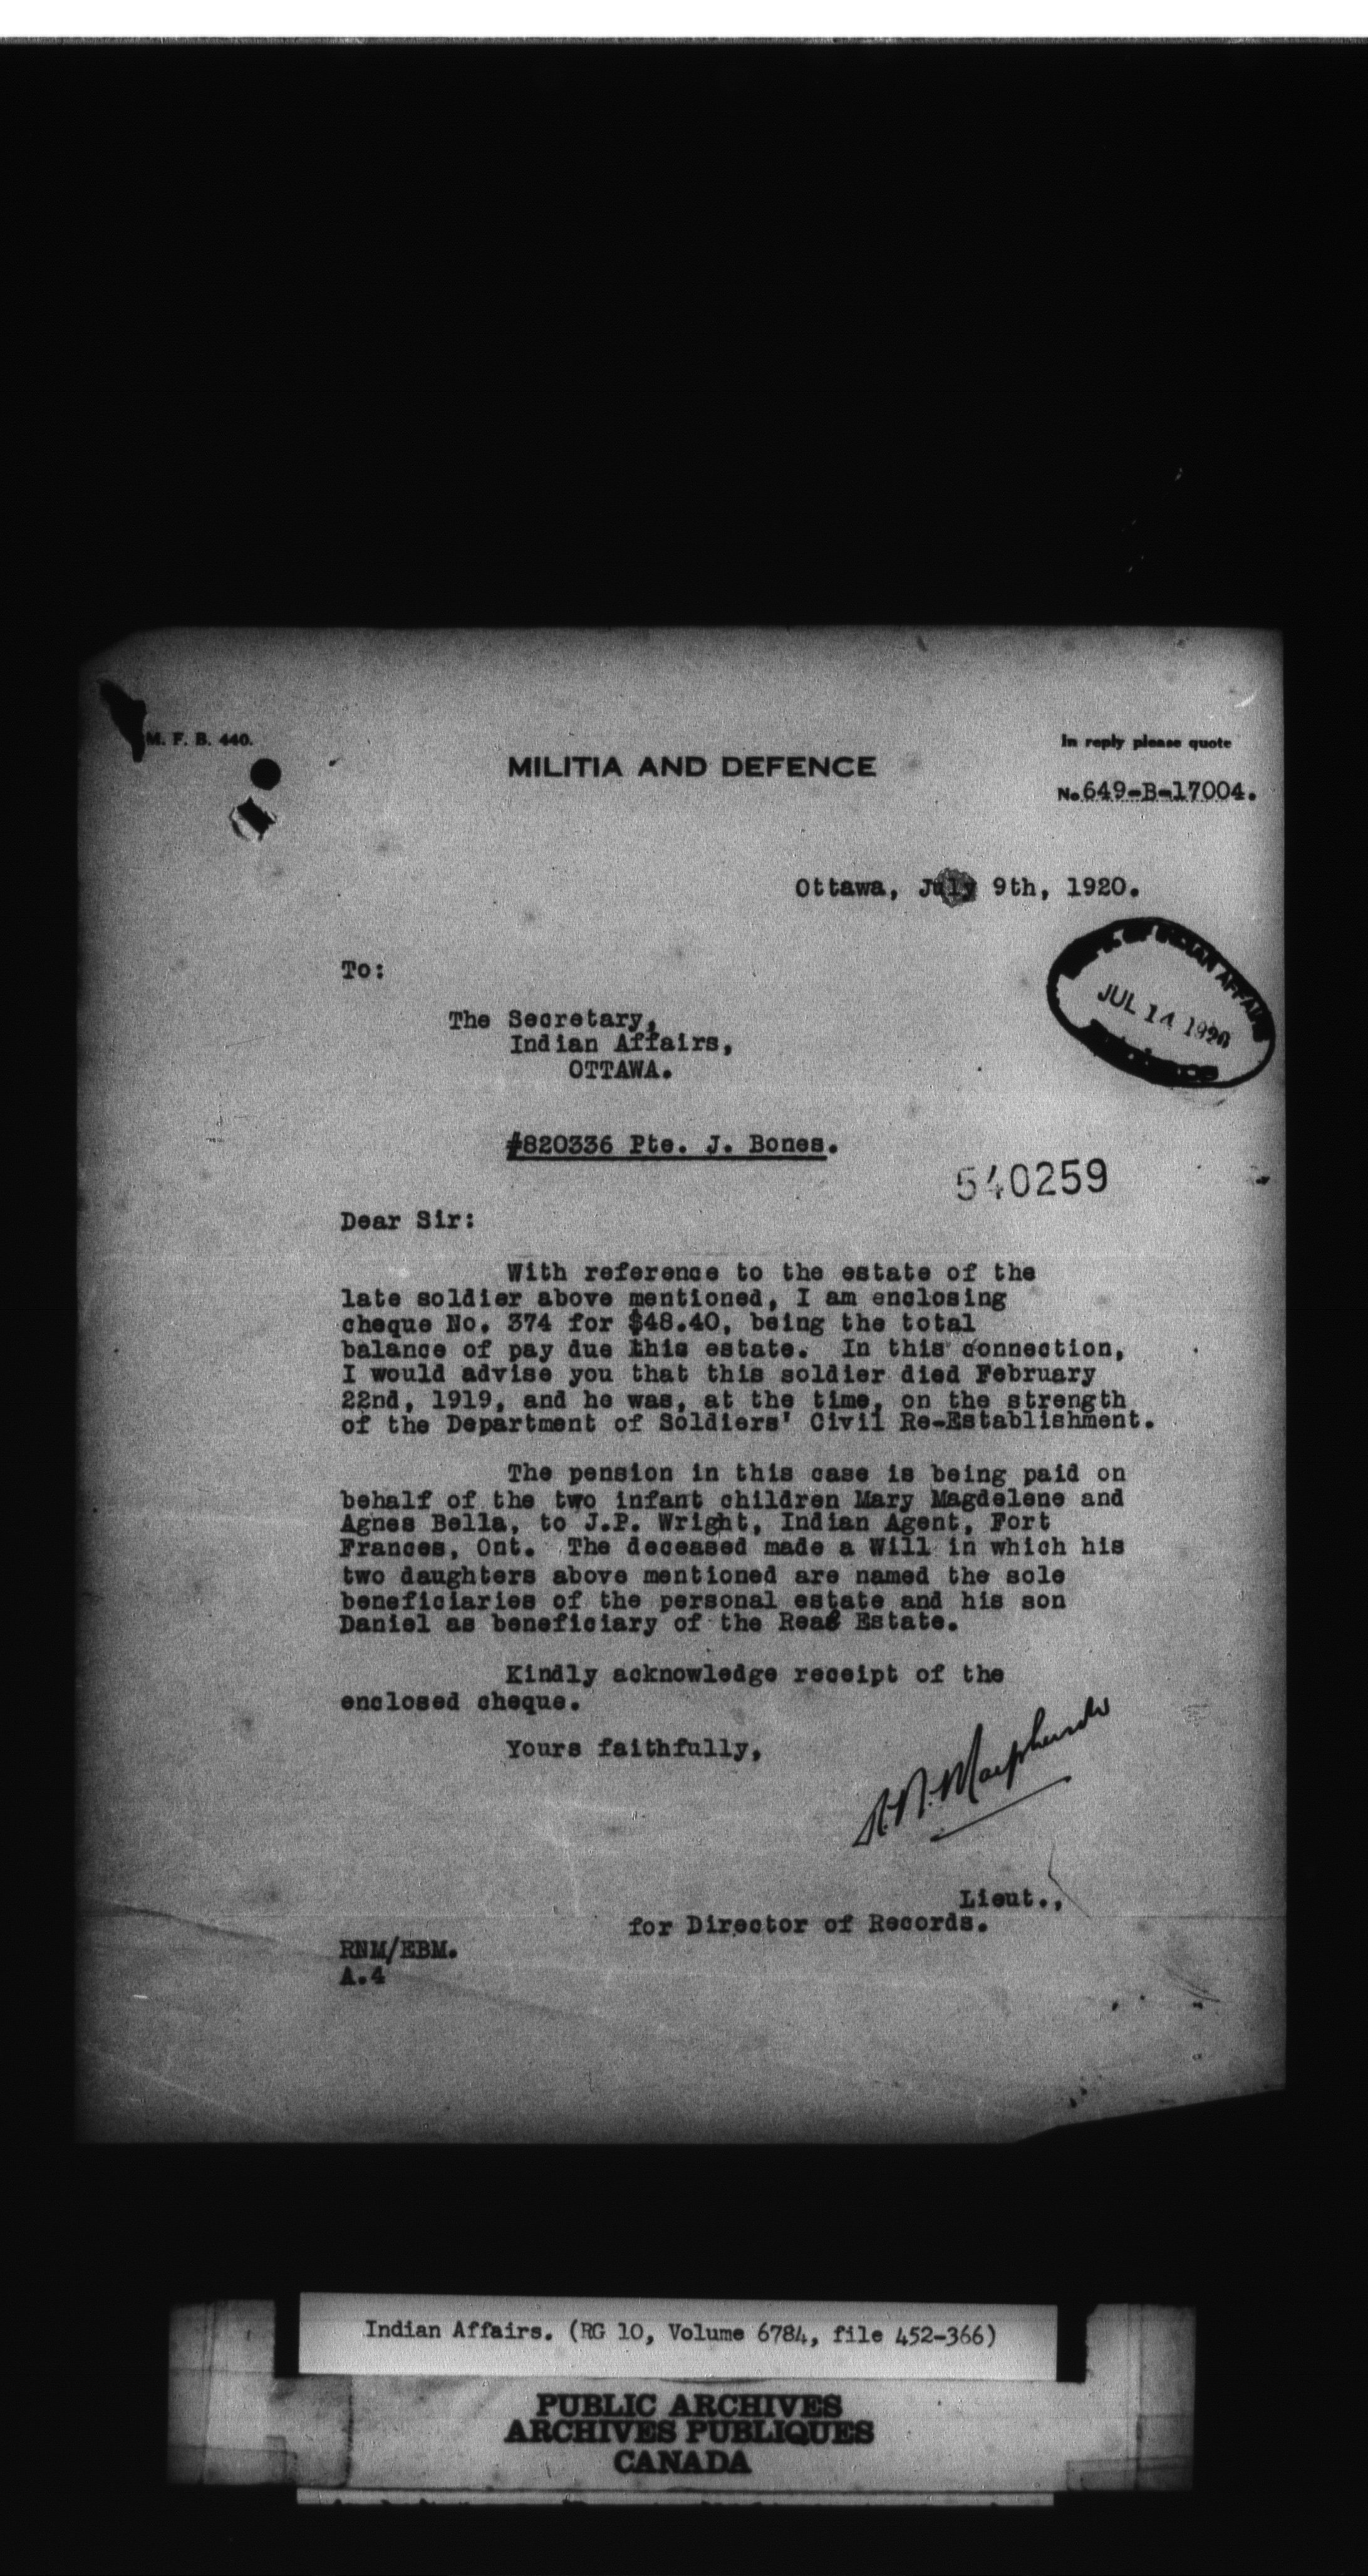 M. F. B. 440.
MILITIA AND DEFENCE
In reply please quote
No. 649-B-17004.
Ottawa, July 9th, 1920.
To:
OF INDIAN AFFAIRS
JUL 14 1920
The Secretary,
Indian Affairs,
OTTAWA.
#820336 Pte. J. Bones.
540259
Dear Sir:
With reference to the estate of the
late soldier above mentioned, I am enclosing
cheque No. 374 for $48.40, being the total
balance of pay due this estate. In this connection,
I would advise you that this soldier died February
22nd, 1919, and he was, at the time, on the strength
of the Department of Soldiers' Civil Re-Establishment.
The pension in this case is being paid on
behalf of the two infant children Mary Magdelene and
Agnes Bella, to J.P. Wright, Indian Agent, Fort
Frances, Ont. The deceased made a Will in which his
two daughters above mentioned are named the sole
beneficiaries of the personal estate and his son
Daniel as beneficiary of the Real Estate.
Kindly acknowledge receipt of the
enclosed cheque.
Yours faithfully,
R. N. Macpherson
Lieut.,
for Director of Records.
RNM/EBM.
A.4
Indian Affairs. (RG 10, Volume 6784, file 452-366)
PUBLIC ARCHIVES
ARCHIVES PUBLIQUES
CANADA